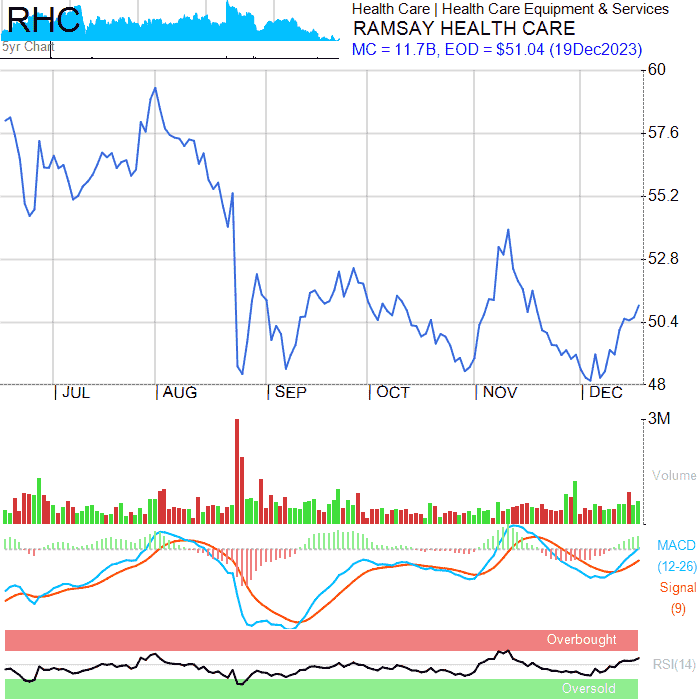 RHC
5yr Chart
Health Care | Health Care Equipment & Services
RAMSAY HEALTH CARE
MC = 11.7B, EOD = $51.04 (19Dec2023)
60
57.6
55.2
52.8
50.4
48
JUL AUG SEP OCT NOV DEC
3M
Volume
MACD
(12-26)
Signal
(9)
Overbought
RSI(14)
Oversold